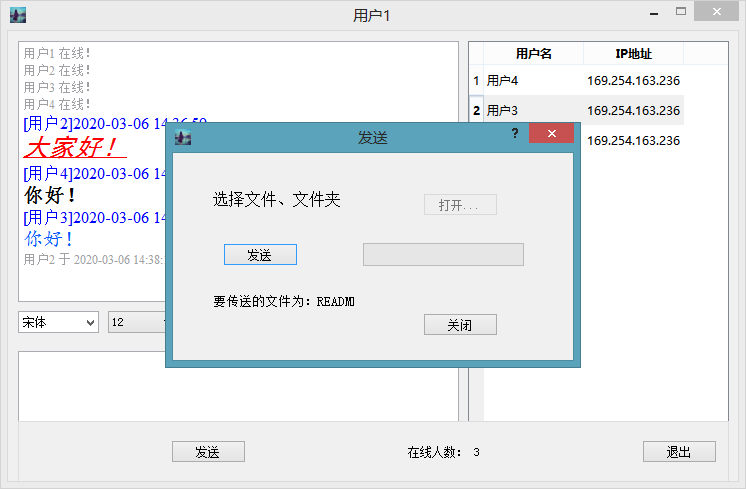 用户1
用户1 在线！
用户2 在线！
用户3 在线！
用户4 在线！
[用户2]2020-03-06 14:36:59
大家好！
[用户4]2020-03-06 14
你好！
[用户3]2020-03-06 14
你好！
用户2 于 2020-03-06 14:38:
宋体
12
用户名 IP地址
1 用户4 169.254.163.236
2 用户3 169.254.163.236
169.254.163.236
发送
?
选择文件、文件夹
打开...
发送
要传送的文件为：READM
关闭
发送
在线人数： 3
退出